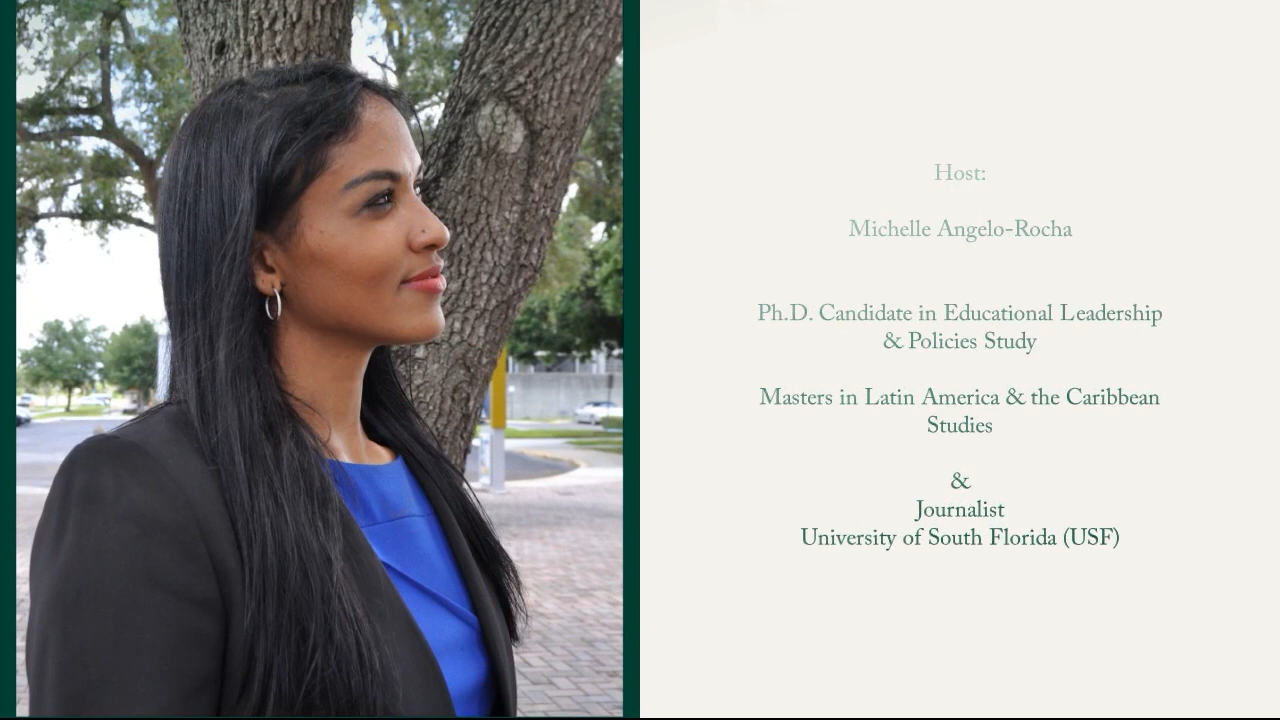 Host:
Michelle Angelo-Rocha
Ph.D. Candidate in Educational Leadership
& Policies Study
Masters in Latin America & the Caribbean
Studies
&
Journalist
University of South Florida (USF)